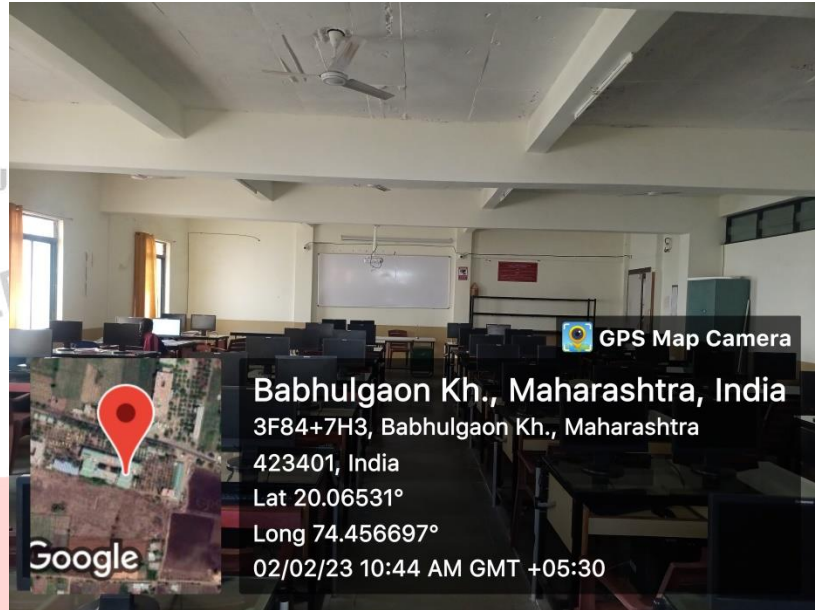 GPS Map Camera
Babhulgaon Kh., Maharashtra, India
3F84+7H3, Babhulgaon Kh., Maharashtra
423401, India
Lat 20.06531°
Long 74.456697°
02/02/23 10:44 AM GMT +05:30
Google